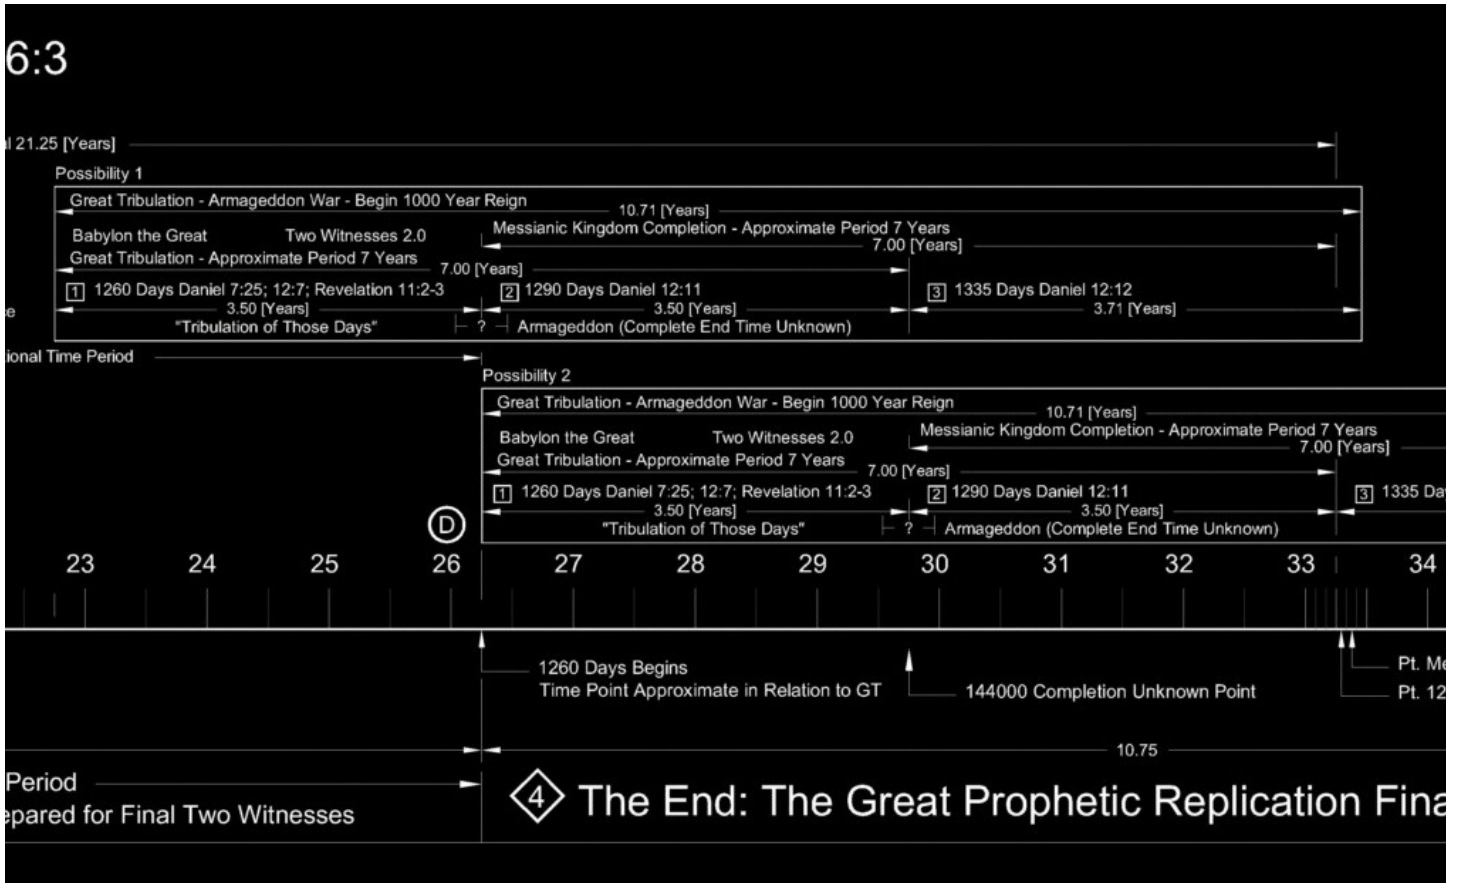 6:3
21.25 [Years]
Possibility 1
Great Tribulation - Armageddon War - Begin 1000 Year Reign
10.71 [Years]
Messianic Kingdom Completion - Approximate Period 7 Years
Babylon the Great Two Witnesses 2.0
7.00 [Years]
Great Tribulation - Approximate Period 7 Years
7.00 [Years]
1 1260 Days Daniel 7:25; 12:7; Revelation 11:2-3 2 1290 Days Daniel 12:11 3 1335 Days Daniel 12:12
3.50 [Years] 3.50 [Years] 3.71 [Years]
"Tribulation of Those Days" ? Armageddon (Complete End Time Unknown)
Time Period
Possibility 2
Great Tribulation - Armageddon War - Begin 1000 Year Reign
10.71 [Years]
Messianic Kingdom Completion - Approximate Period 7 Years
Babylon the Great Two Witnesses 2.0
7.00 [Years]
Great Tribulation - Approximate Period 7 Years
7.00 [Years]
1 1260 Days Daniel 7:25; 12:7; Revelation 11:2-3 2 1290 Days Daniel 12:11 3 1335
3.50 [Years] 3.50 [Years]
D
"Tribulation of Those Days" ? Armageddon (Complete End Time Unknown)
23 24 25 26 27 28 29 30 31 32 33 34
1260 Days Begins
Time Point Approximate in Relation to GT
144000 Completion Unknown Point
Pt.
Pt. 12
10.75
Period
for Final Two Witnesses
4 The End: The Great Prophetic Replication